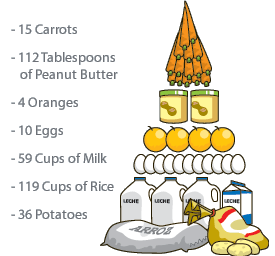 - 15 Carrots
- 112 Tablespoons
of Peanut Butter
- 4 Oranges
- 10 Eggs
- 59 Cups of Milk
- 119 Cups of Rice
- 36 Potatoes
LECHE
LECHE
LECHE
LECHE
ARROZ